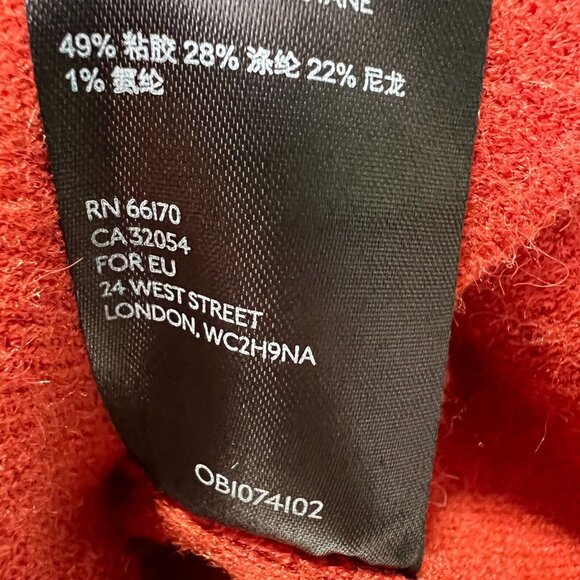 49% 粘胶 28% 涤纶 22% 尼龙
1% 氨纶
RN 66170
CA 32054
FOR EU
24 WEST STREET
LONDON, WC2H9NA
OB1074102